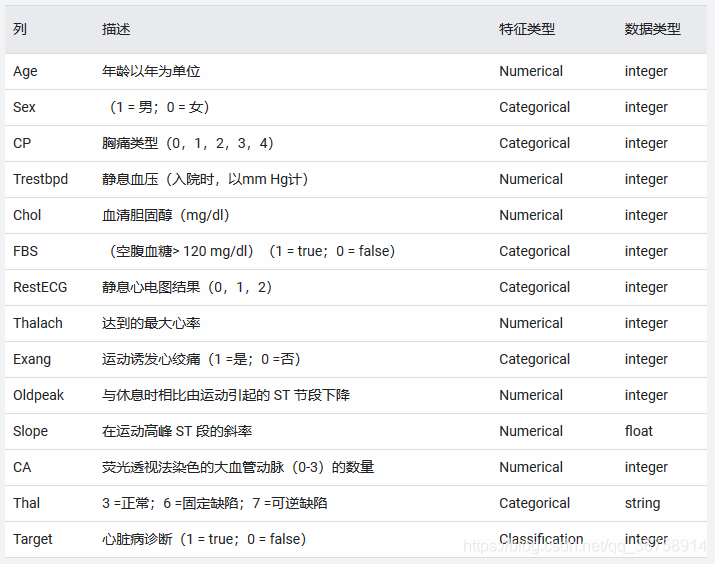 列 描述 特征类型 数据类型
Age 年龄以年为单位 Numerical integer
Sex （1 = 男；0 = 女） Categorical integer
CP 胸痛类型（0，1，2，3，4） Categorical integer
Trestbpd 静息血压（入院时，以mm Hg计） Numerical integer
Chol 血清胆固醇（mg/dl） Numerical integer
FBS （空腹血糖> 120 mg/dl）（1 = true；0 = false） Categorical integer
RestECG 静息心电图结果（0，1，2） Categorical integer
Thalach 达到的最大心率 Numerical integer
Exang 运动诱发心绞痛（1 =是；0 =否） Categorical integer
Oldpeak 与休息时相比由运动引起的 ST 节段下降 Numerical integer
Slope 在运动高峰 ST 段的斜率 Numerical float
CA 荧光透视法染色的大血管动脉（0-3）的数量 Numerical integer
Thal 3 =正常；6 =固定缺陷；7 =可逆缺陷 Categorical string
Target 心脏病诊断（1 = true；0 = false） Classification integer